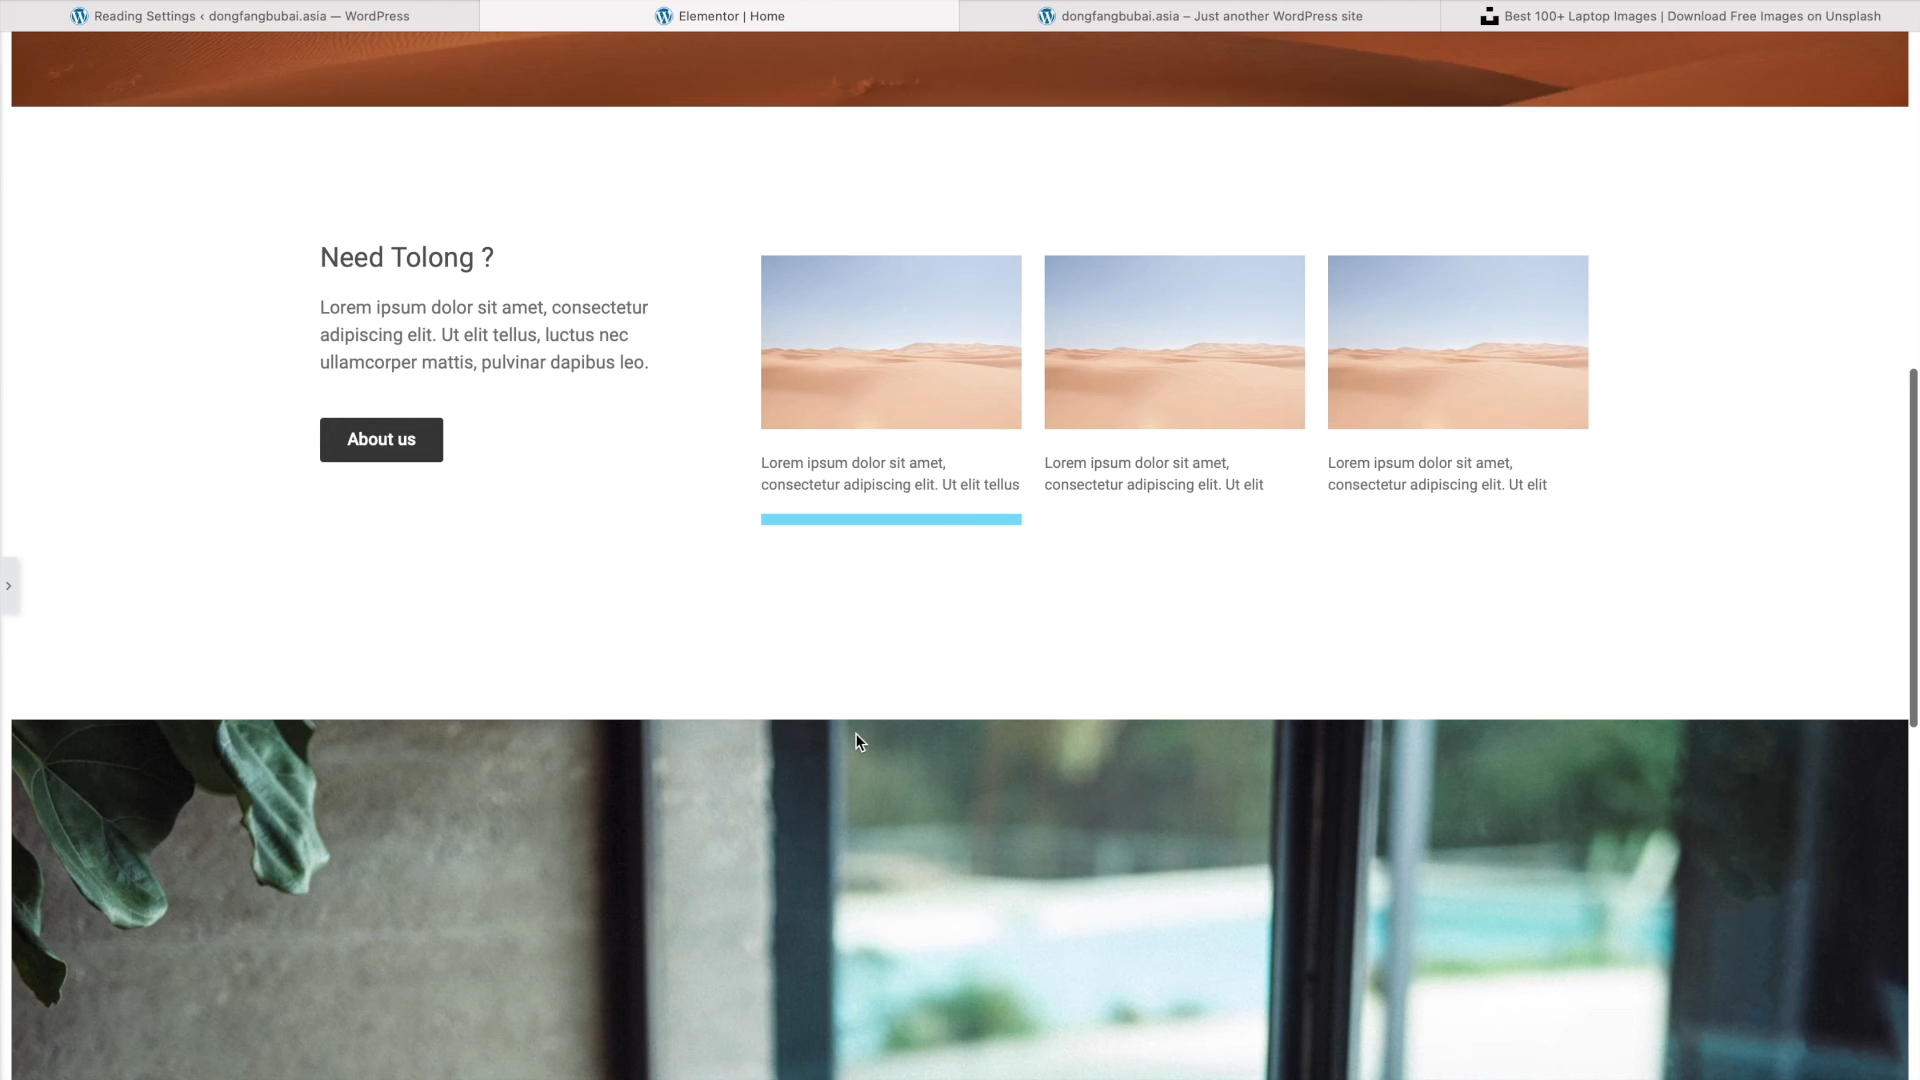 Reading Settings ‹ dongfangbubai.asia — WordPress
Elementor | Home
dongfangbubai.asia – Just another WordPress site
Best 100+ Laptop Images | Download Free Images on Unsplash
Need Tolong ?
Lorem ipsum dolor sit amet, consectetur
adipiscing elit. Ut elit tellus, luctus nec
ullamcorper mattis, pulvinar dapibus leo.
About us
Lorem ipsum dolor sit amet,
consectetur adipiscing elit. Ut elit tellus
Lorem ipsum dolor sit amet,
consectetur adipiscing elit. Ut elit
Lorem ipsum dolor sit amet,
consectetur adipiscing elit. Ut elit